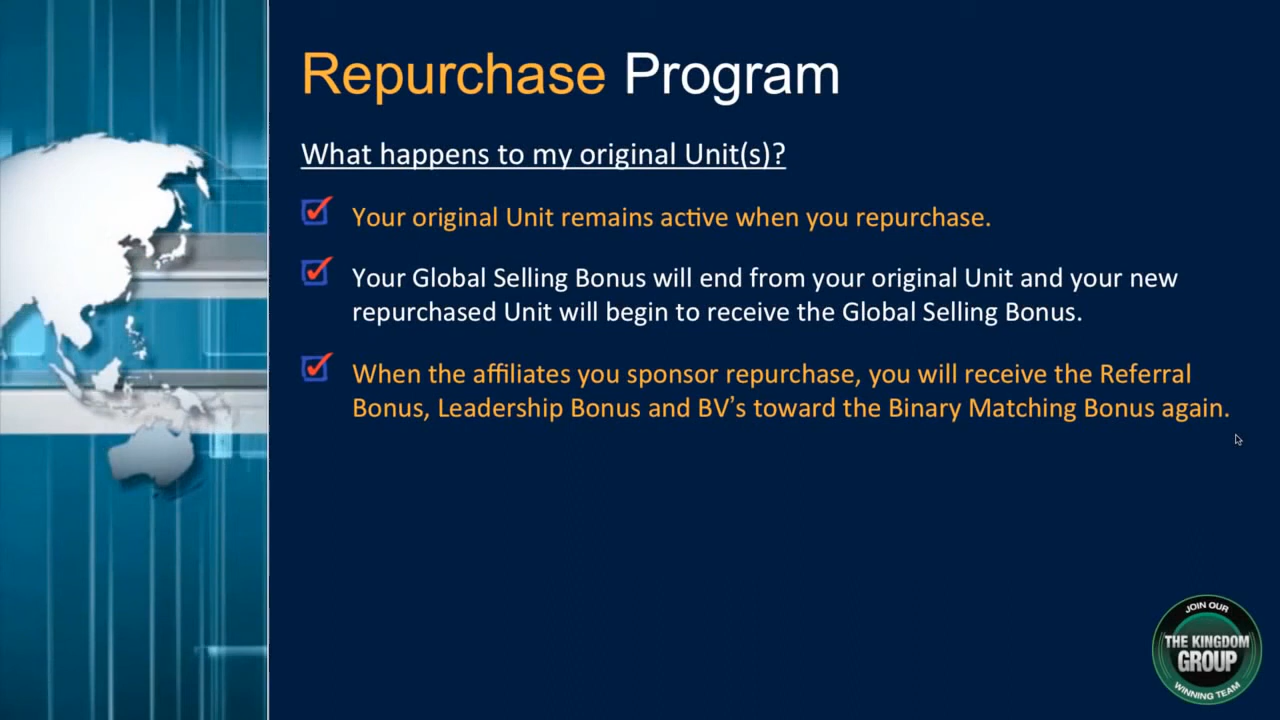 Repurchase Program
What happens to my original Unit(s)?
Your original Unit remains active when you repurchase.
Your Global Selling Bonus will end from your original Unit and your new
repurchased Unit will begin to receive the Global Selling Bonus.
When the affiliates you sponsor repurchase, you will receive the Referral
Bonus, Leadership Bonus and BV’s toward the Binary Matching Bonus again.
JOIN OUR
THE KINGDOM
GROUP
WINNING TEAM